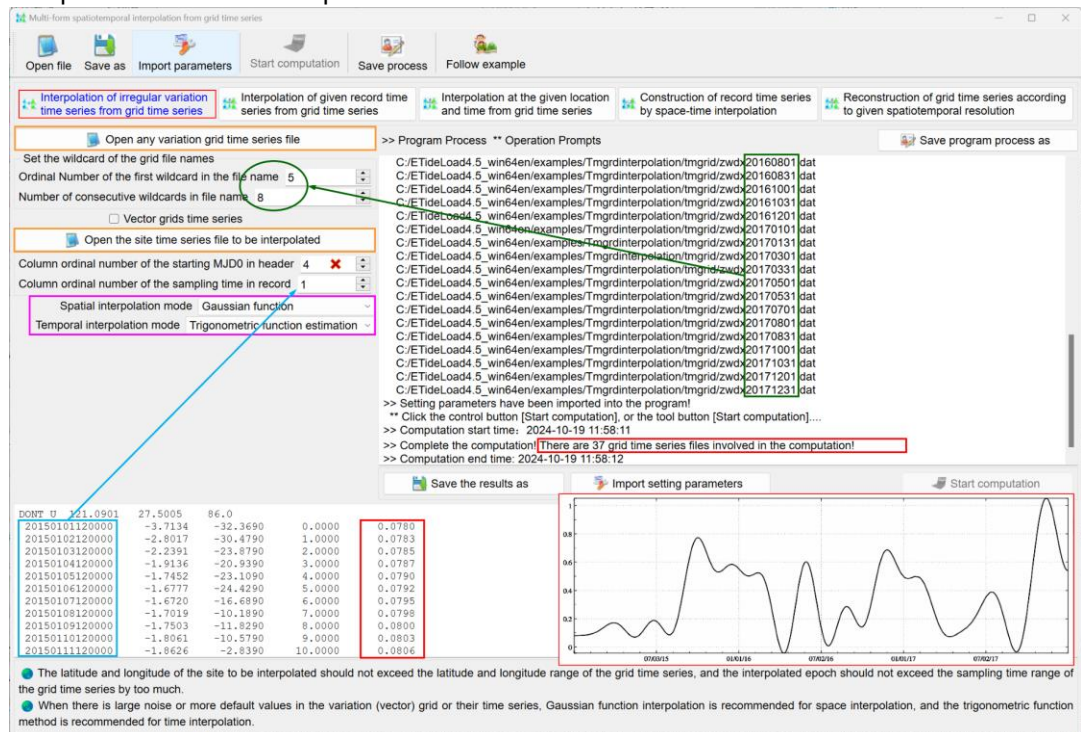 Multi-form spatiotemporal interpolation from grid time series
Open file
Save as
Import parameters
Start computation
Save process
Follow example
Interpolation of irregular variation
time series from grid time series
Interpolation of given record time
series from grid time series
Interpolation at the given location
and time from grid time series
Construction of record time series
by space-time interpolation
Reconstruction of grid time series according
to given spatiotemporal resolution
Open any variation grid time series file
Set the wildcard of the grid file names
Ordinal Number of the first wildcard in the file name 5
Number of consecutive wildcards in file name 8
Vector grids time series
Open the site time series file to be interpolated
Column ordinal number of the starting MJD0 in header 4
Column ordinal number of the sampling time in record 1
Spatial interpolation mode Gaussian function
Temporal interpolation mode Trigonometric function estimation
>> Program Process ** Operation Prompts
Save program process as
C:/ETideLoad4.5_win64en/examples/Tmgrdinterpolation/tmgrid/zwdx20160801.dat
C:/ETideLoad4.5_win64en/examples/Tmgrdinterpolation/tmgrid/zwdx20160831.dat
C:/ETideLoad4.5_win64en/examples/Tmgrdinterpolation/tmgrid/zwdx20161001.dat
C:/ETideLoad4.5_win64en/examples/Tmgrdinterpolation/tmgrid/zwdx20161031.dat
C:/ETideLoad4.5_win64en/examples/Tmgrdinterpolation/tmgrid/zwdx20161201.dat
C:/ETideLoad4.5_win64en/examples/Tmgrdinterpolation/tmgrid/zwdx20170101.dat
C:/ETideLoad4.5_win64en/examples/Tmgrdinterpolation/tmgrid/zwdx20170131.dat
C:/ETideLoad4.5_win64en/examples/Tmgrdinterpolation/tmgrid/zwdx20170301.dat
C:/ETideLoad4.5_win64en/examples/Tmgrdinterpolation/tmgrid/zwdx20170331.dat
C:/ETideLoad4.5_win64en/examples/Tmgrdinterpolation/tmgrid/zwdx20170501.dat
C:/ETideLoad4.5_win64en/examples/Tmgrdinterpolation/tmgrid/zwdx20170531.dat
C:/ETideLoad4.5_win64en/examples/Tmgrdinterpolation/tmgrid/zwdx20170701.dat
C:/ETideLoad4.5_win64en/examples/Tmgrdinterpolation/tmgrid/zwdx20170801.dat
C:/ETideLoad4.5_win64en/examples/Tmgrdinterpolation/tmgrid/zwdx20170831.dat
C:/ETideLoad4.5_win64en/examples/Tmgrdinterpolation/tmgrid/zwdx20171001.dat
C:/ETideLoad4.5_win64en/examples/Tmgrdinterpolation/tmgrid/zwdx20171031.dat
C:/ETideLoad4.5_win64en/examples/Tmgrdinterpolation/tmgrid/zwdx20171201.dat
C:/ETideLoad4.5_win64en/examples/Tmgrdinterpolation/tmgrid/zwdx20171231.dat
>> Setting parameters have been imported into the program!
** Click the control button [Start computation], or the tool button [Start computation]....
>> Computation start time: 2024-10-19 11:58:11
>> Complete the computation! There are 37 grid time series files involved in the computation!
>> Computation end time: 2024-10-19 11:58:12
Save the results as
Import setting parameters
Start computation
DONT U 121.0901 27.5005 86.0
20150101120000 -3.7134 -32.3690 0.0000 0.0780
20150102120000 -2.8017 -30.4790 1.0000 0.0783
20150103120000 -2.2391 -23.8790 2.0000 0.0785
20150104120000 -1.9136 -20.9390 3.0000 0.0787
20150105120000 -1.7452 -23.1090 4.0000 0.0790
20150106120000 -1.6777 -24.4290 5.0000 0.0792
20150107120000 -1.6720 -16.6890 6.0000 0.0795
20150108120000 -1.7019 -10.1890 7.0000 0.0798
20150109120000 -1.7503 -11.8290 8.0000 0.0800
20150110120000 -1.8061 -10.5790 9.0000 0.0803
20150111120000 -1.8626 -2.8390 10.0000 0.0806
1
0.8
0.6
0.4
0.2
0
07/03/15 01/01/16 07/02/16 01/01/17 07/02/17
The latitude and longitude of the site to be interpolated should not exceed the latitude and longitude range of the grid time series, and the interpolated epoch should not exceed the sampling time range of
the grid time series by too much.
When there is large noise or more default values in the variation (vector) grid or their time series, Gaussian function interpolation is recommended for space interpolation, and the trigonometric function
method is recommended for time interpolation.